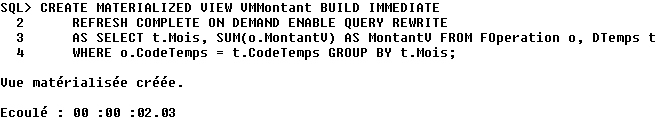 SQL> CREATE MATERIALIZED VIEW VMMontant BUILD IMMEDIATE
2 REFRESH COMPLETE ON DEMAND ENABLE QUERY REWRITE
3 AS SELECT t.Mois, SUM(o.MontantV) AS MontantV FROM FOperation o, DTemps t
4 WHERE o.CodeTemps = t.CodeTemps GROUP BY t.Mois;
Vue matérialisée créée.
Ecoulé : 00 :00 :02.03